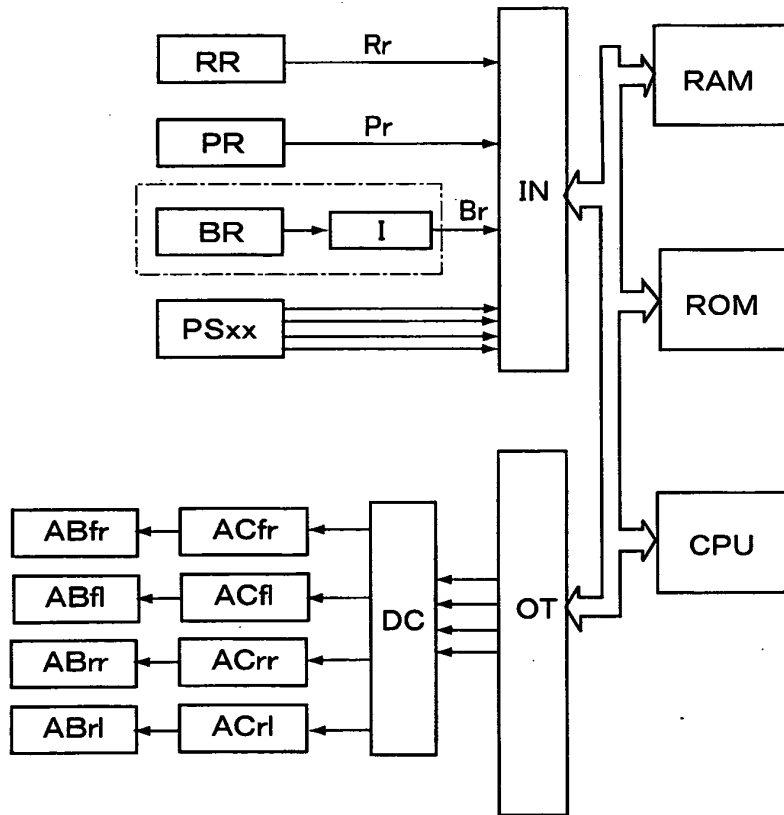 RR
Rr
IN
RAM
PR
Pr
BR
I
Br
PSxx
ROM
ABfr
ACfr
DC
OT
CPU
ABfl
ACfl
ABrr
ACrr
ABrl
ACrl